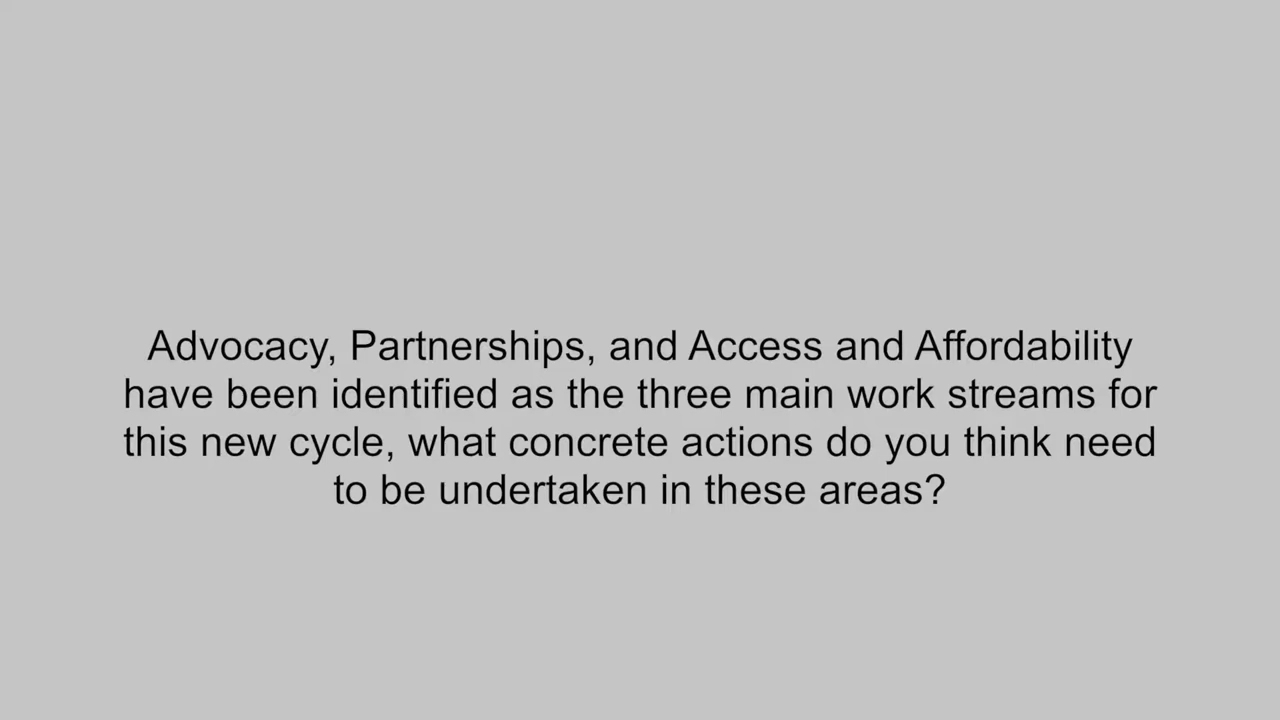 Advocacy, Partnerships, and Access and Affordability
have been identified as the three main work streams for
this new cycle, what concrete actions do you think need
to be undertaken in these areas?